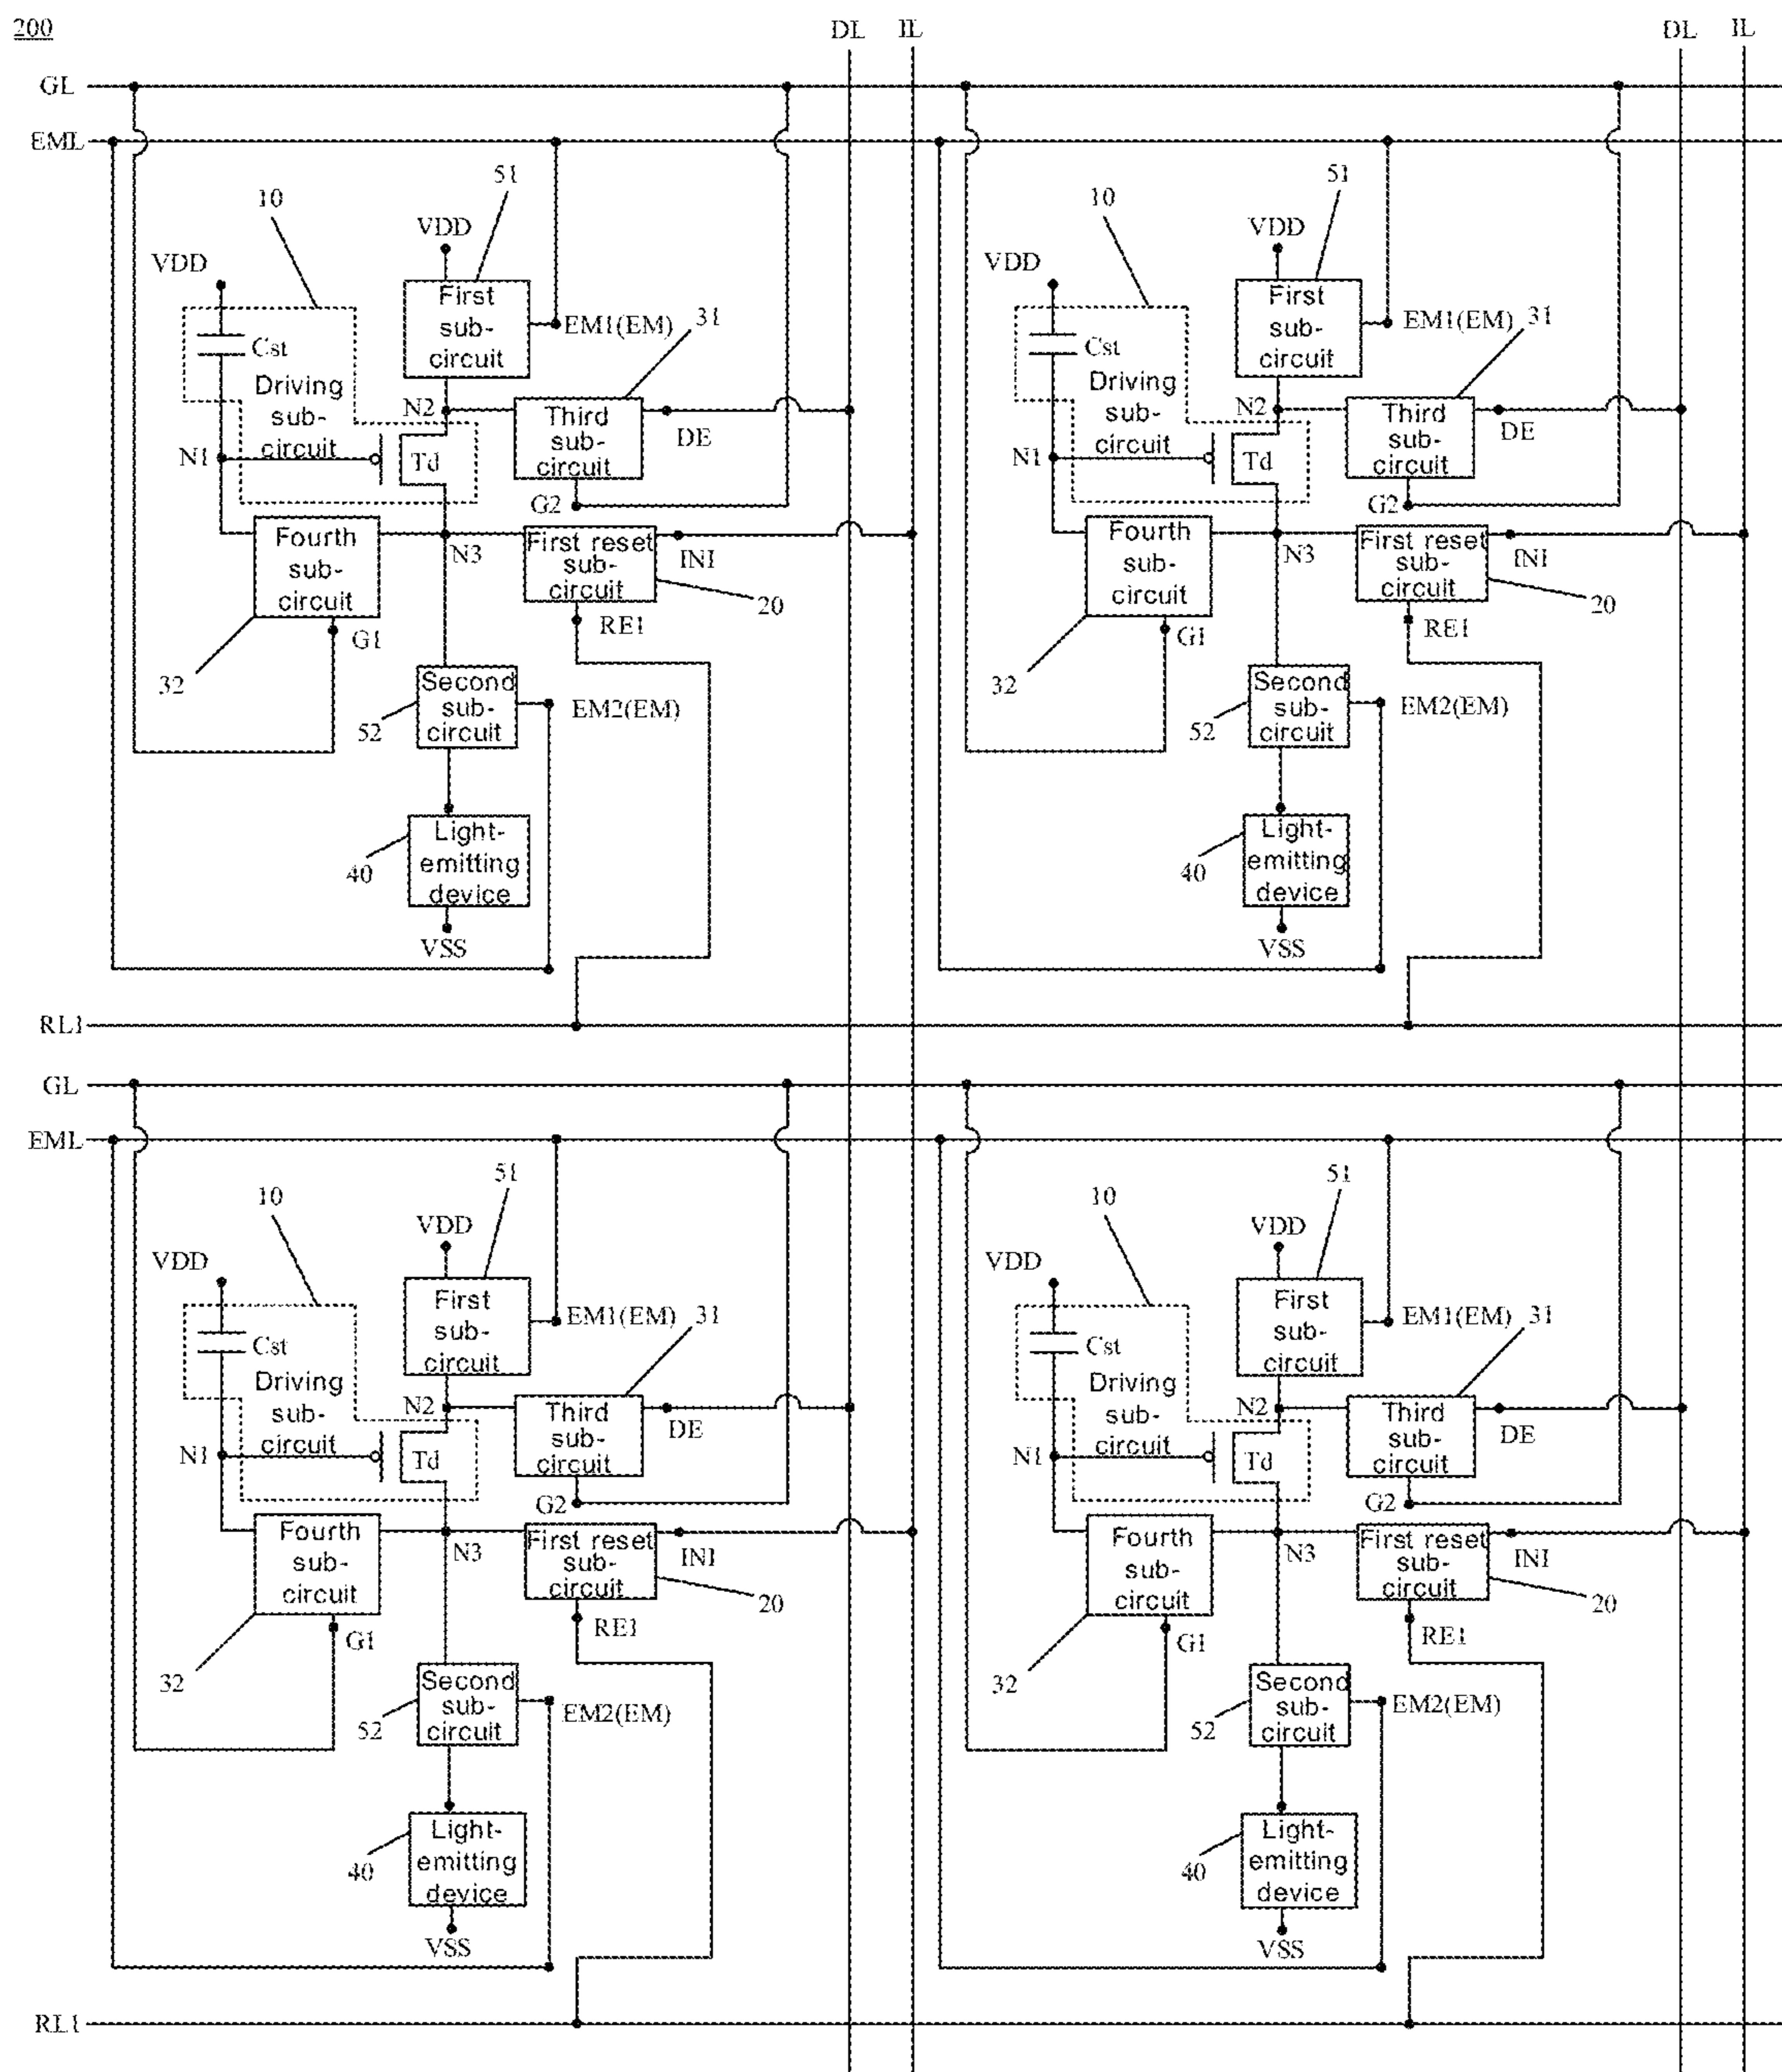 200
DL IL DL IL
GL
EML
51 51
10 10
VDD VDD
VDD VDD
First sub-circuit First sub-circuit
EM1(EM) 31 EM1(EM) 31
Cst Cst
Driving sub-circuit Driving sub-circuit
N2 Third sub-circuit DE N2 Third sub-circuit DE
N1 Td N1 Td
G2 G2
Fourth sub-circuit N3 First reset sub-circuit INI Fourth sub-circuit N3 First reset sub-circuit INI
20 20
G1 RE1 G1 RE1
32 32
Second sub-circuit EM2(EM) Second sub-circuit EM2(EM)
52 52
Light-emitting device Light-emitting device
40 40
VSS VSS
RL1
GL
EML
51 51
10 10
VDD VDD
VDD VDD
First sub-circuit First sub-circuit
EM1(EM) 31 EM1(EM) 31
Cst Cst
Driving sub-circuit Driving sub-circuit
N2 Third sub-circuit DE N2 Third sub-circuit DE
N1 Td N1 Td
G2 G2
Fourth sub-circuit N3 First reset sub-circuit INI Fourth sub-circuit N3 First reset sub-circuit INI
20 20
G1 RE1 G1 RE1
32 32
Second sub-circuit EM2(EM) Second sub-circuit EM2(EM)
52 52
Light-emitting device Light-emitting device
40 40
VSS VSS
RL1